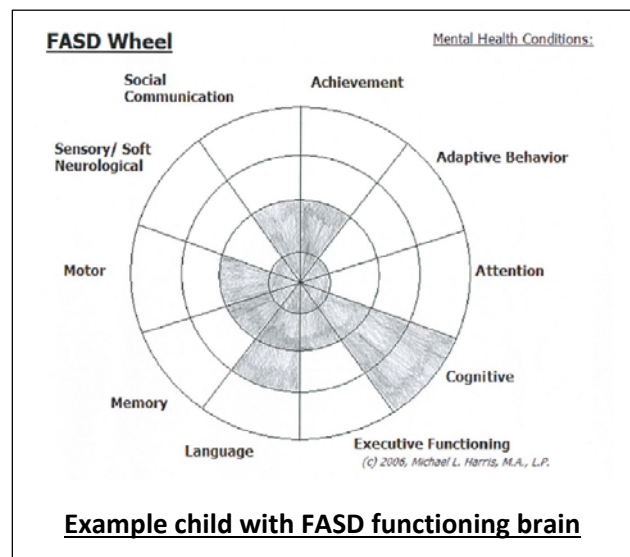 FASD Wheel
Mental Health Conditions:
Social
Communication
Achievement
Sensory/ Soft
Neurological
Adaptive Behavior
Motor
Attention
Cognitive
Memory
Language
Executive Functioning
(c) 2006, Michael L. Harris, M.A., L.P.
Example child with FASD functioning brain